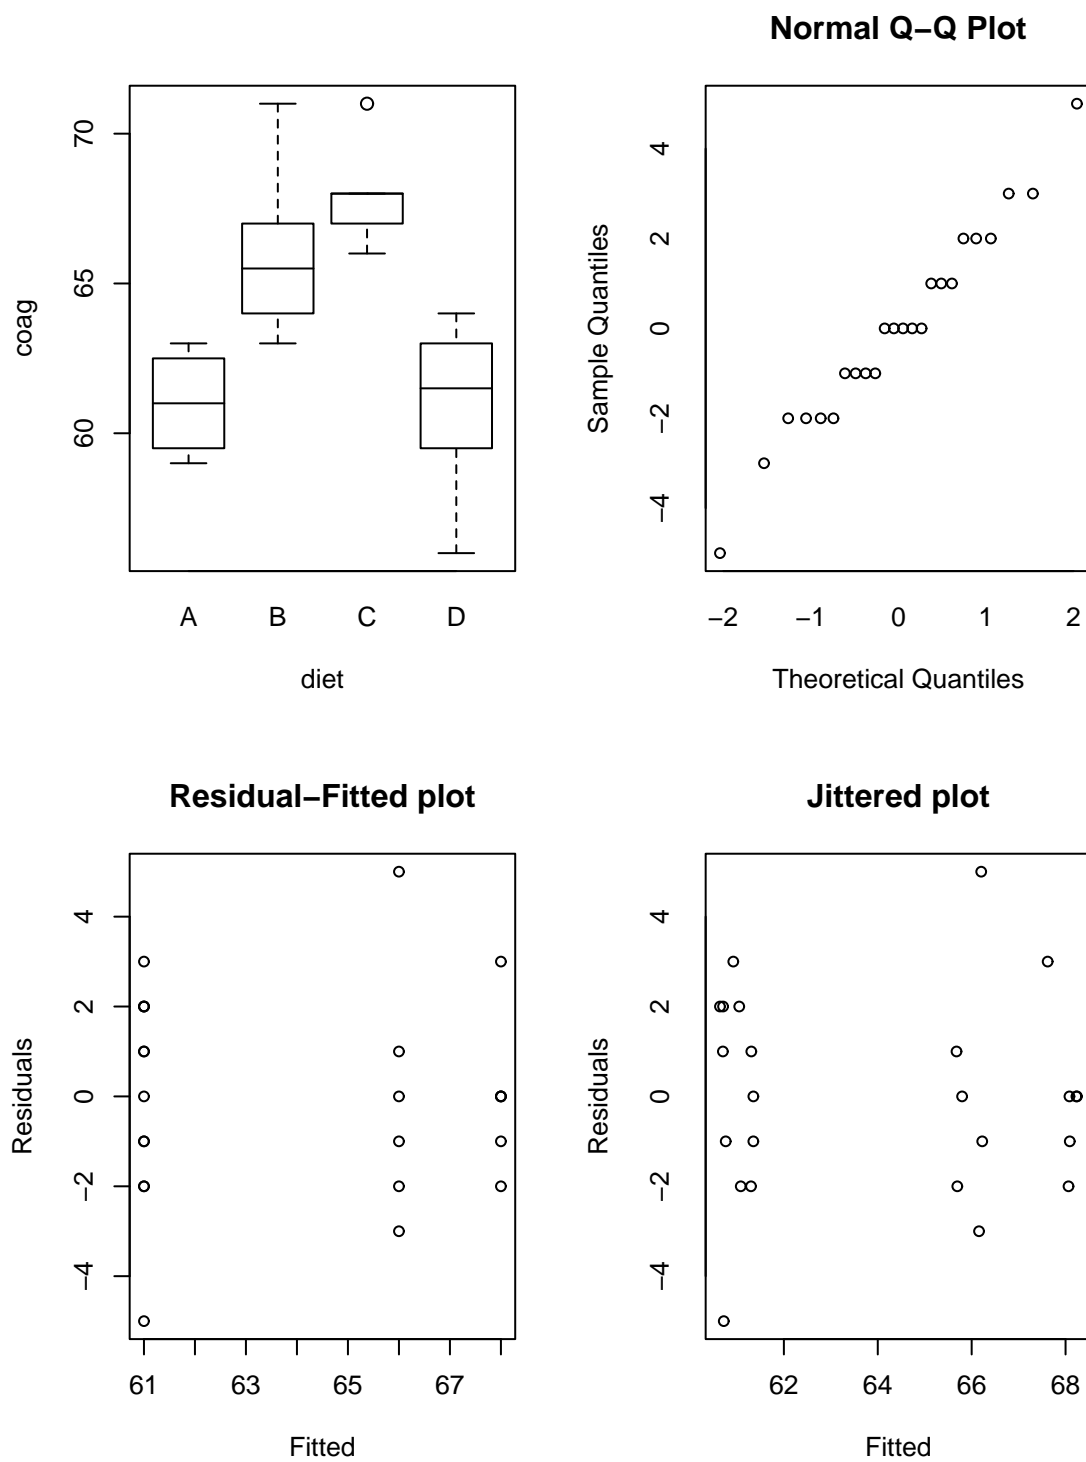 Normal Q−Q Plot
coag
70
65
60
A B C D
diet
Sample Quantiles
4
2
0
−2
−4
−2 −1 0 1 2
Theoretical Quantiles
Residual−Fitted plot
Residuals
4
2
0
−2
−4
61 63 65 67
Fitted
Jittered plot
Residuals
4
2
0
−2
−4
62 64 66 68
Fitted